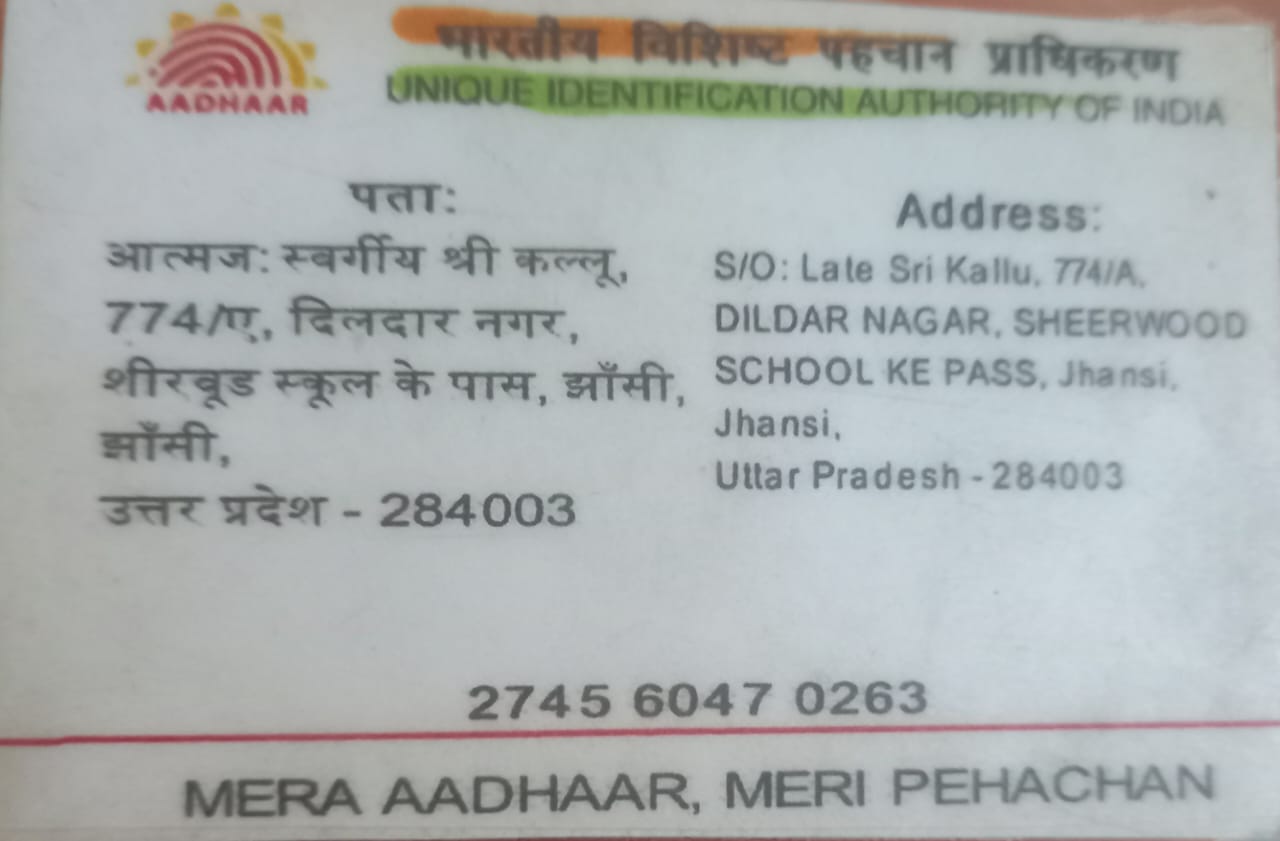 भारतीय विशिष्ट पहचान प्राधिकरण
AADHAAR
UNIQUE IDENTIFICATION AUTHORITY OF INDIA
पता:
आत्मज: स्वर्गीय श्री कल्लू,
774/ए, दिलदार नगर,
शीरवूड स्कूल के पास, झाँसी,
झाँसी,
उत्तर प्रदेश - 284003
Address:
S/O: Late Sri Kallu, 774/A,
DILDAR NAGAR, SHEERWOOD
SCHOOL KE PASS, Jhansi,
Jhansi,
Uttar Pradesh - 284003
2745 6047 0263
MERA AADHAAR, MERI PEHACHAN